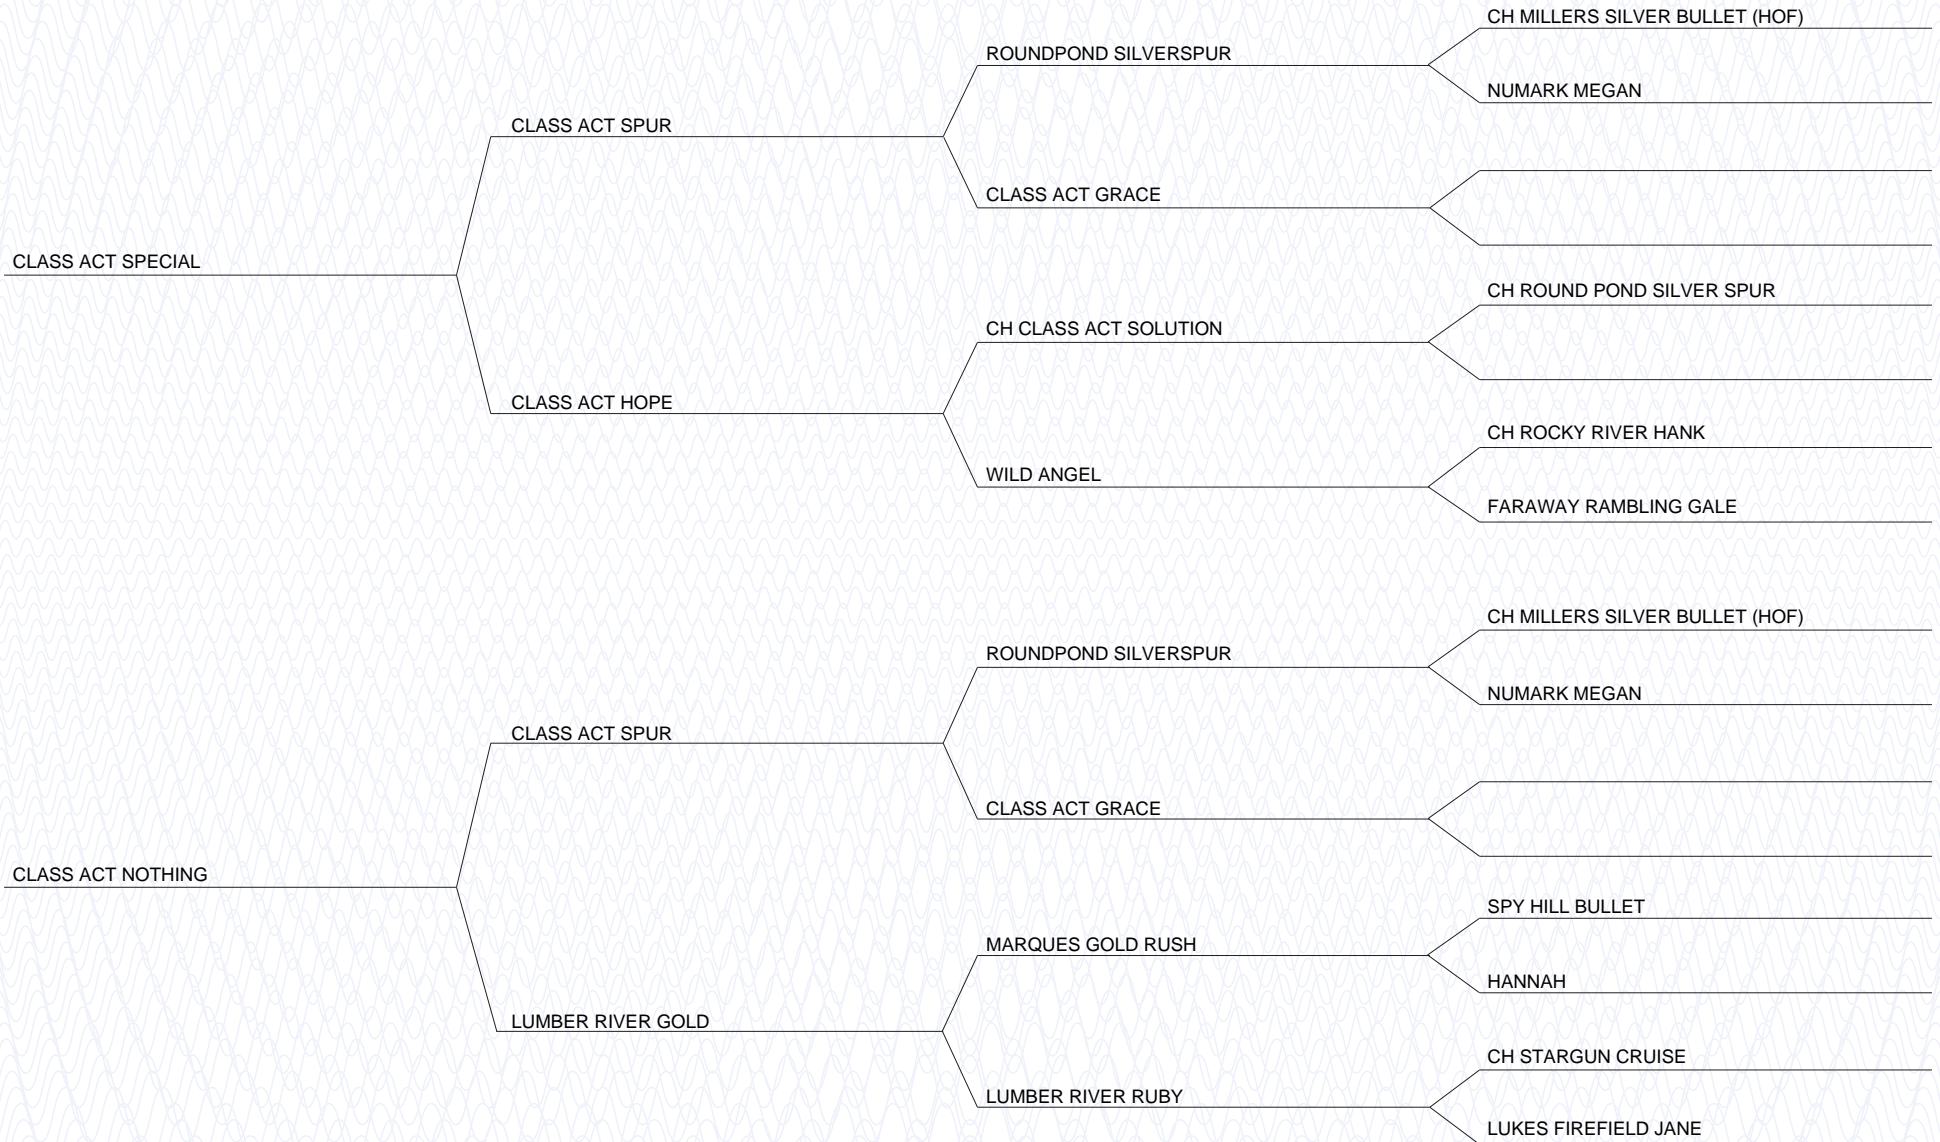 CH MILLERS SILVER BULLET (HOF)
ROUNDPOND SILVERSPUR
NUMARK MEGAN
CLASS ACT SPUR
CLASS ACT GRACE
CLASS ACT SPECIAL
CH ROUND POND SILVER SPUR
CH CLASS ACT SOLUTION
CLASS ACT HOPE
CH ROCKY RIVER HANK
WILD ANGEL
FARAWAY RAMBLING GALE
CH MILLERS SILVER BULLET (HOF)
ROUNDPOND SILVERSPUR
NUMARK MEGAN
CLASS ACT SPUR
CLASS ACT GRACE
CLASS ACT NOTHING
SPY HILL BULLET
MARQUES GOLD RUSH
HANNAH
LUMBER RIVER GOLD
CH STARGUN CRUISE
LUMBER RIVER RUBY
LUKES FIREFIELD JANE